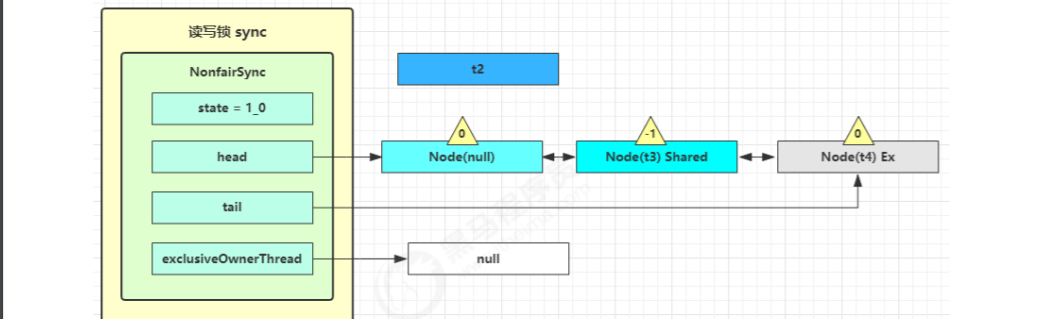 读写锁 sync
NonfairSync
t2
state = 1_0
0
-1
0
head
Node(null)
Node(t3) Shared
Node(t4) Ex
tail
exclusiveOwnerThread
null
黑马程序员